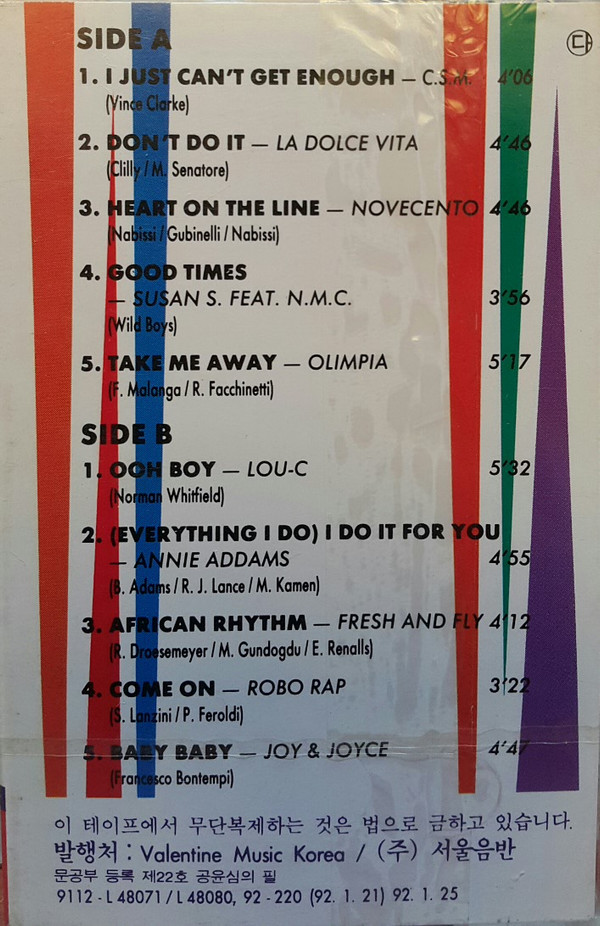 SIDE A
1. I JUST CAN'T GET ENOUGH — C.S.M. 4'06
(Vince Clarke)
2. DON'T DO IT — LA DOLCE VITA 4'46
(Clilly / M. Senatore)
3. HEART ON THE LINE — NOVECENTO 4'46
(Nabissi / Gubinelli / Nabissi)
4. GOOD TIMES
— SUSAN S. FEAT. N.M.C. 3'56
(Wild Boys)
5. TAKE ME AWAY — OLIMPIA 5'17
(F. Malanga / R. Facchinetti)
SIDE B
1. OOH BOY — LOU-C 5'32
(Norman Whitfield)
2. (EVERYTHING I DO) I DO IT FOR YOU
— ANNIE ADDAMS 4'55
(B. Adams / R. J. Lance / M. Kamen)
3. AFRICAN RHYTHM — FRESH AND FLY 4'12
(R. Droesemeyer / M. Gundogdu / E. Renalls)
4. COME ON — ROBO RAP 3'22
(S. Lanzini / P. Feroldi)
5. BABY BABY — JOY & JOYCE 4'47
(Francesco Bontempi)
이 테이프에서 무단복제하는 것은 법으로 금하고 있습니다.
발행처 : Valentine Music Korea / (주) 서울음반
문공부 등록 제22호 공윤심의 필
9112 - L 48071 / L 48080, 92 - 220 (92. 1. 21) 92. 1. 25